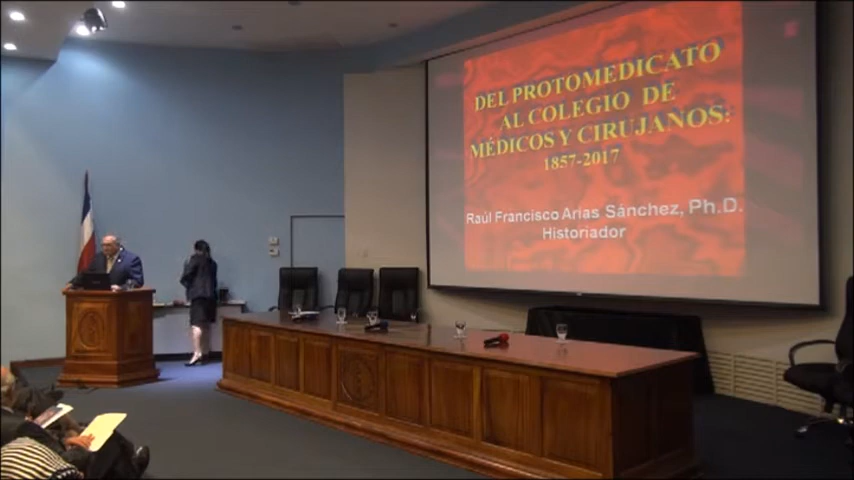 DEL PROTOMEDICATO
AL COLEGIO DE
MÉDICOS Y CIRUJANOS:
1857-2017
Raúl Francisco Arias Sánchez, Ph.D.
Historiador